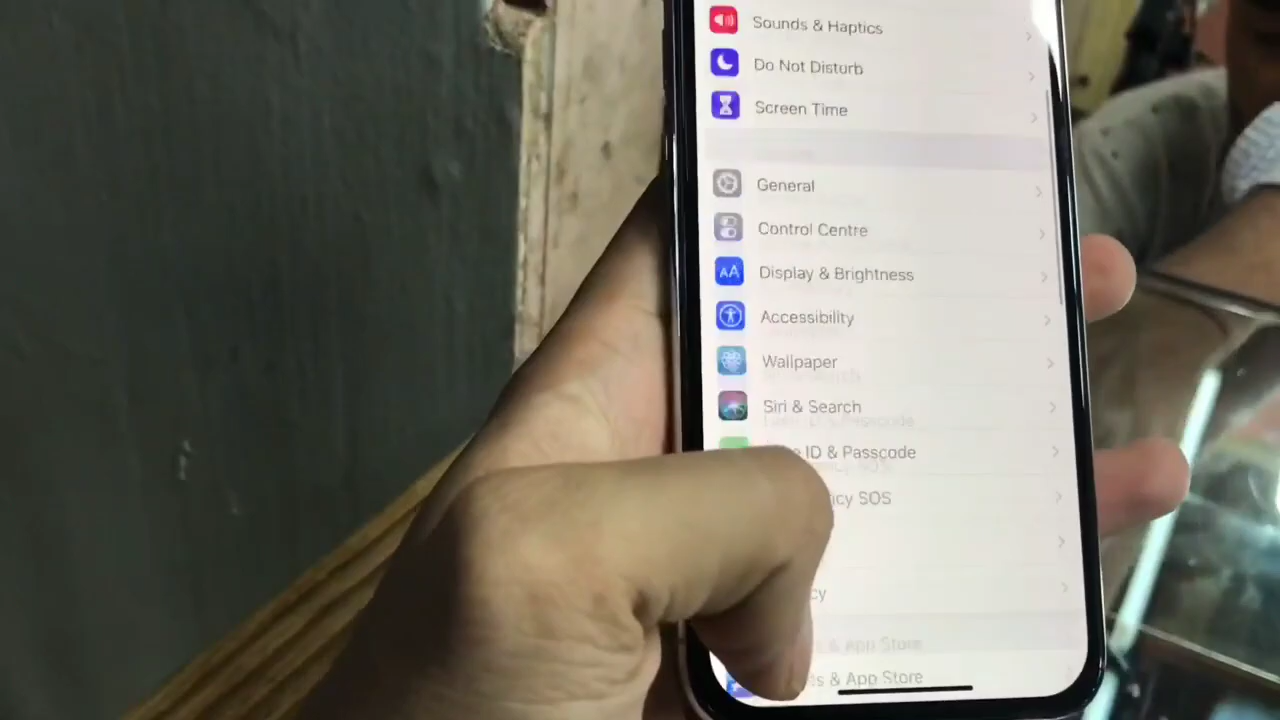 Sounds & Haptics
Do Not Disturb
Screen Time
General
Control Centre
Display & Brightness
AA
Accessibility
Wallpaper
Siri & Search
ID & Passcode
SOS
& App Store